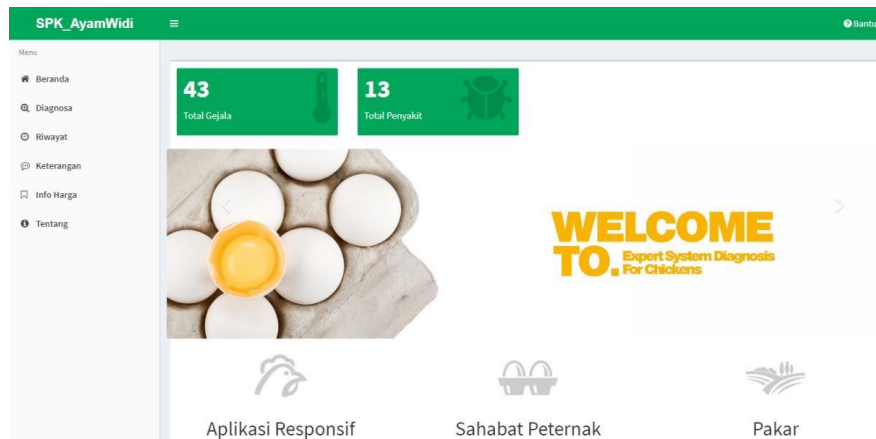 SPK_AyamWidi
Bantu
Menu
Beranda
Diagnosa
Riwayat
Keterangan
Info Harga
Tentang
43
Total Gejala
13
Total Penyakit
WELCOME
TO.
Expert System Diagnosis
For Chickens
Aplikasi Responsif
Sahabat Peternak
Pakar